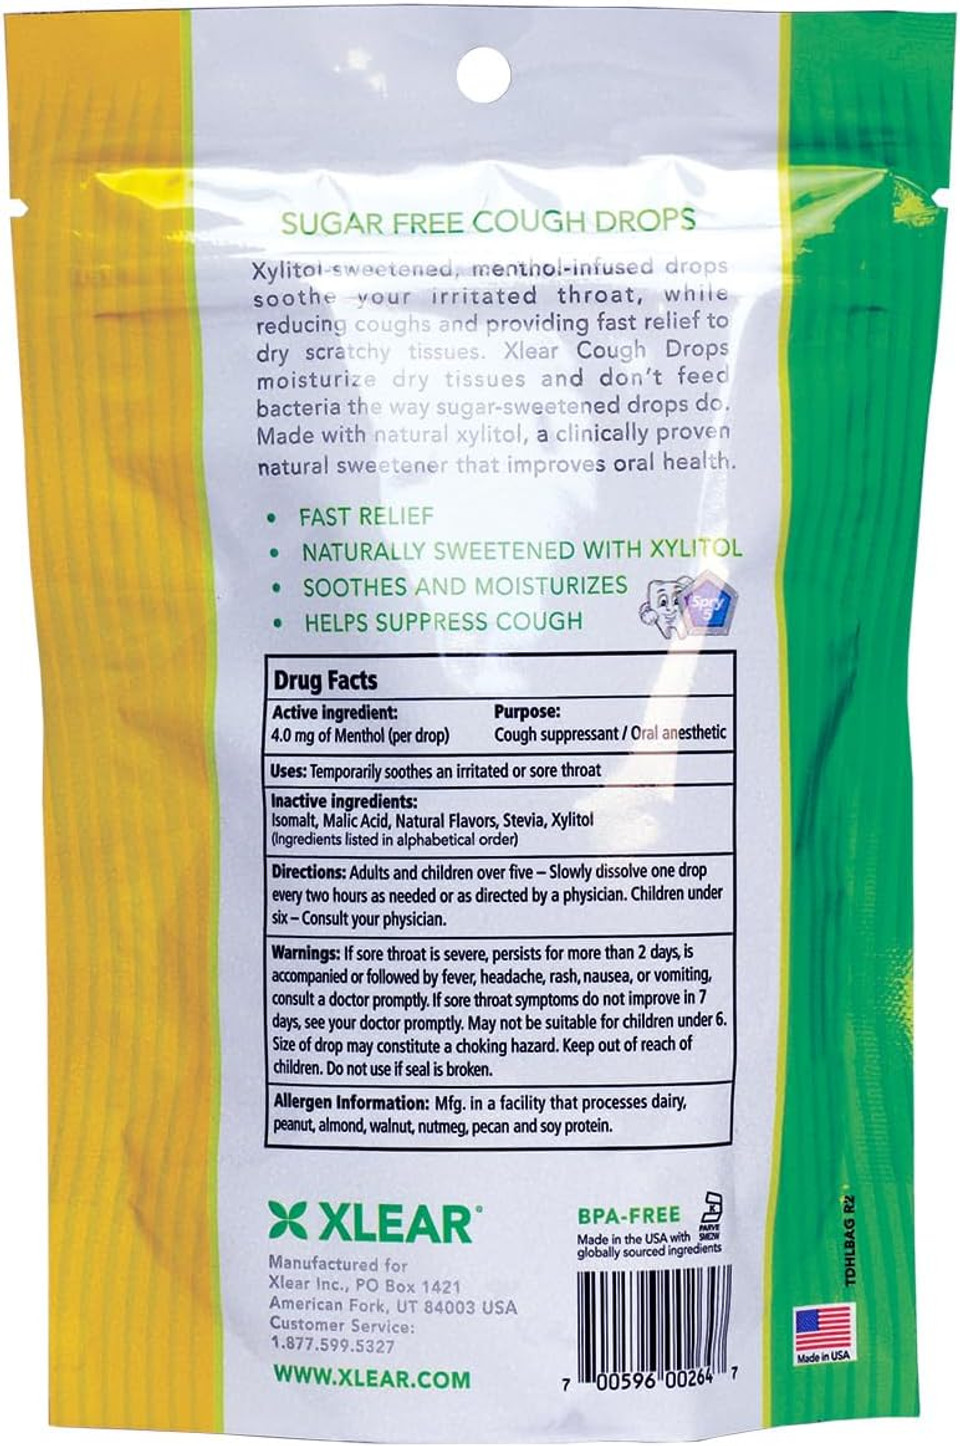 SUGAR FREE COUGH DROPS
Xylitol-sweetened, menthol-infused drops
soothe your irritated throat, while
reducing coughs and providing fast relief to
dry scratchy tissues. Xlear Cough Drops
moisturize dry tissues and don't feed
bacteria the way sugar-sweetened drops do.
Made with natural xylitol, a clinically proven
natural sweetener that improves oral health.
• FAST RELIEF
• NATURALLY SWEETENED WITH XYLITOL
• SOOTHES AND MOISTURIZES
• HELPS SUPPRESS COUGH
Spry
5
Drug Facts
Active ingredient: Purpose:
4.0 mg of Menthol (per drop) Cough suppressant / Oral anesthetic
Uses: Temporarily soothes an irritated or sore throat
Inactive ingredients:
Isomalt, Malic Acid, Natural Flavors, Stevia, Xylitol
(Ingredients listed in alphabetical order)
Directions: Adults and children over five – Slowly dissolve one drop
every two hours as needed or as directed by a physician. Children under
six – Consult your physician.
Warnings: If sore throat is severe, persists for more than 2 days, is
accompanied or followed by fever, headache, rash, nausea, or vomiting,
consult a doctor promptly. If sore throat symptoms do not improve in 7
days, see your doctor promptly. May not be suitable for children under 6.
Size of drop may constitute a choking hazard. Keep out of reach of
children. Do not use if seal is broken.
Allergen Information: Mfg. in a facility that processes dairy,
peanut, almond, walnut, nutmeg, pecan and soy protein.
XLEAR®
Manufactured for
Xlear Inc., PO Box 1421
American Fork, UT 84003 USA
Customer Service:
1.877.599.5327
WWW.XLEAR.COM
BPA-FREE
K
PARVE
SMEZW
Made in the USA with
globally sourced ingredients
7 00596 00264 7
TDHLBAG R2
Made in USA